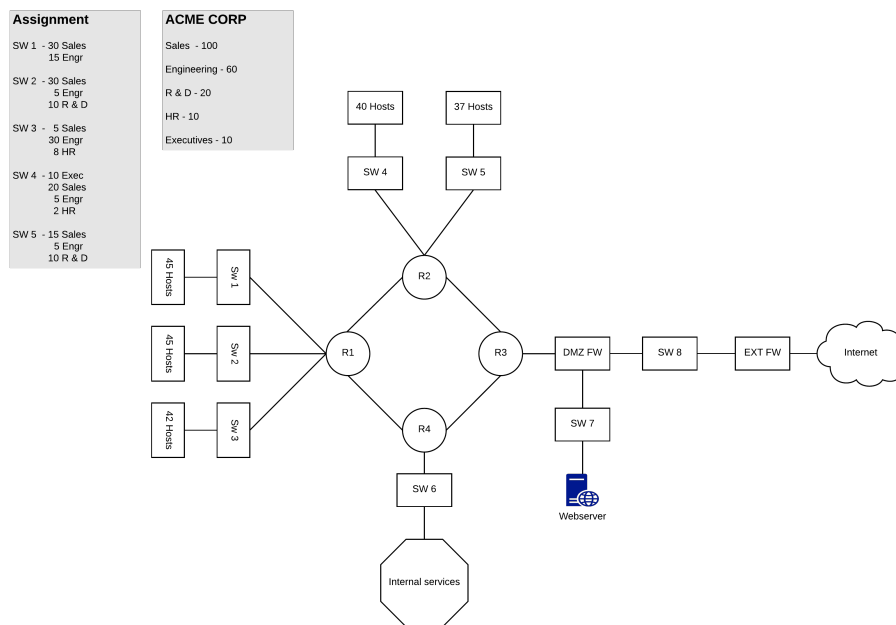 Assignment
SW 1 - 30 Sales
15 Engr
SW 2 - 30 Sales
5 Engr
10 R & D
SW 3 - 5 Sales
30 Engr
8 HR
SW 4 - 10 Exec
20 Sales
5 Engr
2 HR
SW 5 - 15 Sales
5 Engr
10 R & D
ACME CORP
Sales - 100
Engineering - 60
R & D - 20
HR - 10
Executives - 10
40 Hosts
37 Hosts
SW 4
SW 5
R2
45 Hosts
Sw 1
45 Hosts
Sw 2
R1
R3
DMZ FW
SW 8
EXT FW
Internet
42 Hosts
Sw 3
R4
SW 7
SW 6
Webserver
Internal services